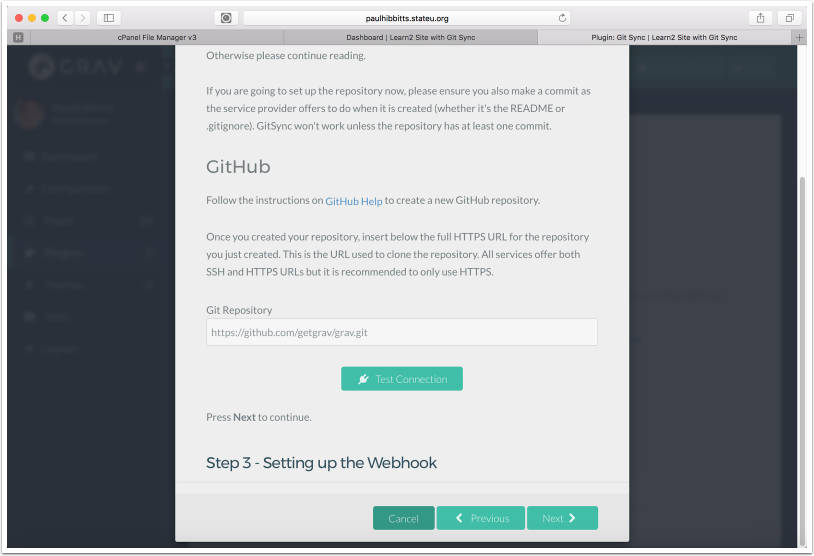 paulhibbitts.stateu.org
H
cPanel File Manager v3
Dashboard | Learn2 Site with Git Sync
Plugin: Git Sync | Learn2 Site with Git Sync
+
GRAV
Otherwise please continue reading.
If you are going to set up the repository now, please ensure you also make a commit as
the service provider offers to do when it is created (whether it's the README or
.gitignore). GitSync won't work unless the repository has at least one commit.
GitHub
Follow the instructions on GitHub Help to create a new GitHub repository.
Once you created your repository, insert below the full HTTPS URL for the repository
you just created. This is the URL used to clone the repository. All services offer both
SSH and HTTPS URLs but it is recommended to only use HTTPS.
Git Repository
https://github.com/getgrav/grav.git
Test Connection
Press Next to continue.
Step 3 - Setting up the Webhook
Cancel
Previous
Next